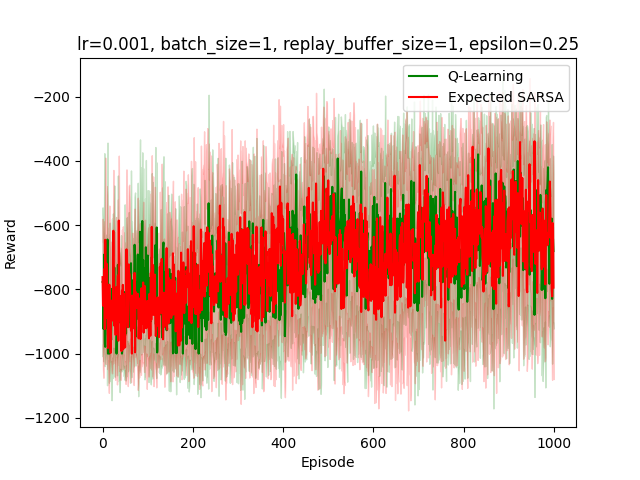 lr=0.001, batch_size=1, replay_buffer_size=1, epsilon=0.25
Q-Learning
Expected SARSA
−200
−400
−600
−800
−1000
−1200
Reward
0 200 400 600 800 1000
Episode